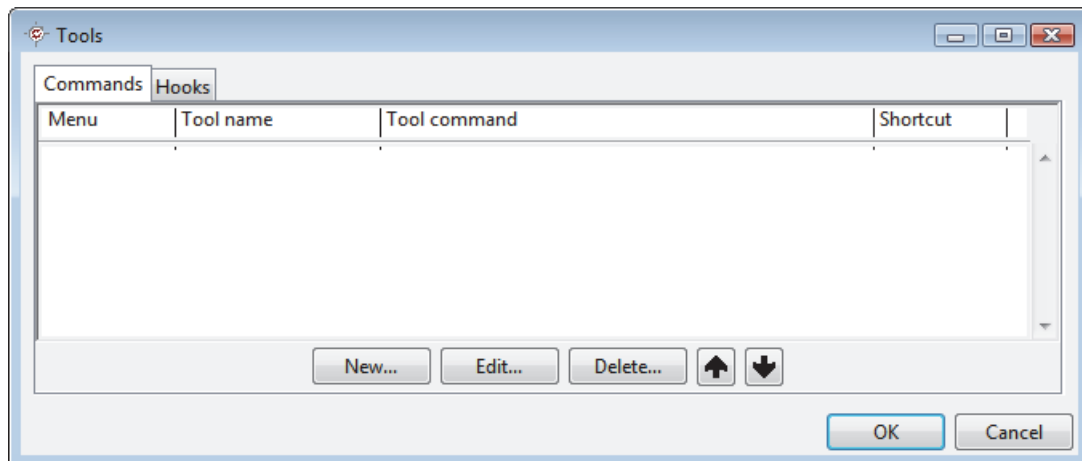 Tools
Commands Hooks
Menu Tool name Tool command Shortcut
New... Edit... Delete...
OK Cancel